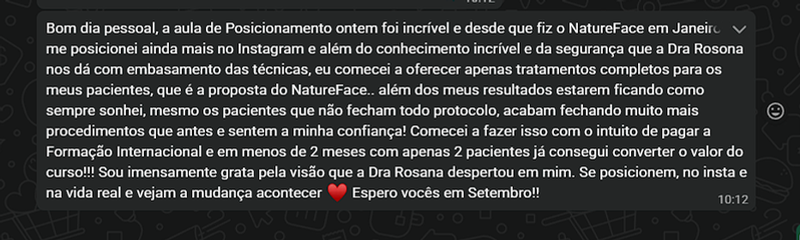 10:12
Bom dia pessoal, a aula de Posicionamento ontem foi incrível e desde que fiz o NatureFace em Janeiro
me posicionei ainda mais no Instagram e além do conhecimento incrível e da segurança que a Dra Rosona
nos dá com embasamento das técnicas, eu comecei a oferecer apenas tratamentos completos para os
meus pacientes, que é a proposta do NatureFace.. além dos meus resultados estarem ficando como
sempre sonhei, mesmo os pacientes que não fecham todo protocolo, acabam fechando muito mais
procedimentos que antes e sentem a minha confiança! Comecei a fazer isso com o intuito de pagar a
Formação Internacional e em menos de 2 meses com apenas 2 pacientes já consegui converter o valor do
curso!!! Sou imensamente grata pela visão que a Dra Rosana despertou em mim. Se posicionem, no insta e
na vida real e vejam a mudança acontecer ❤️ Espero vocês em Setembro!!
10:12